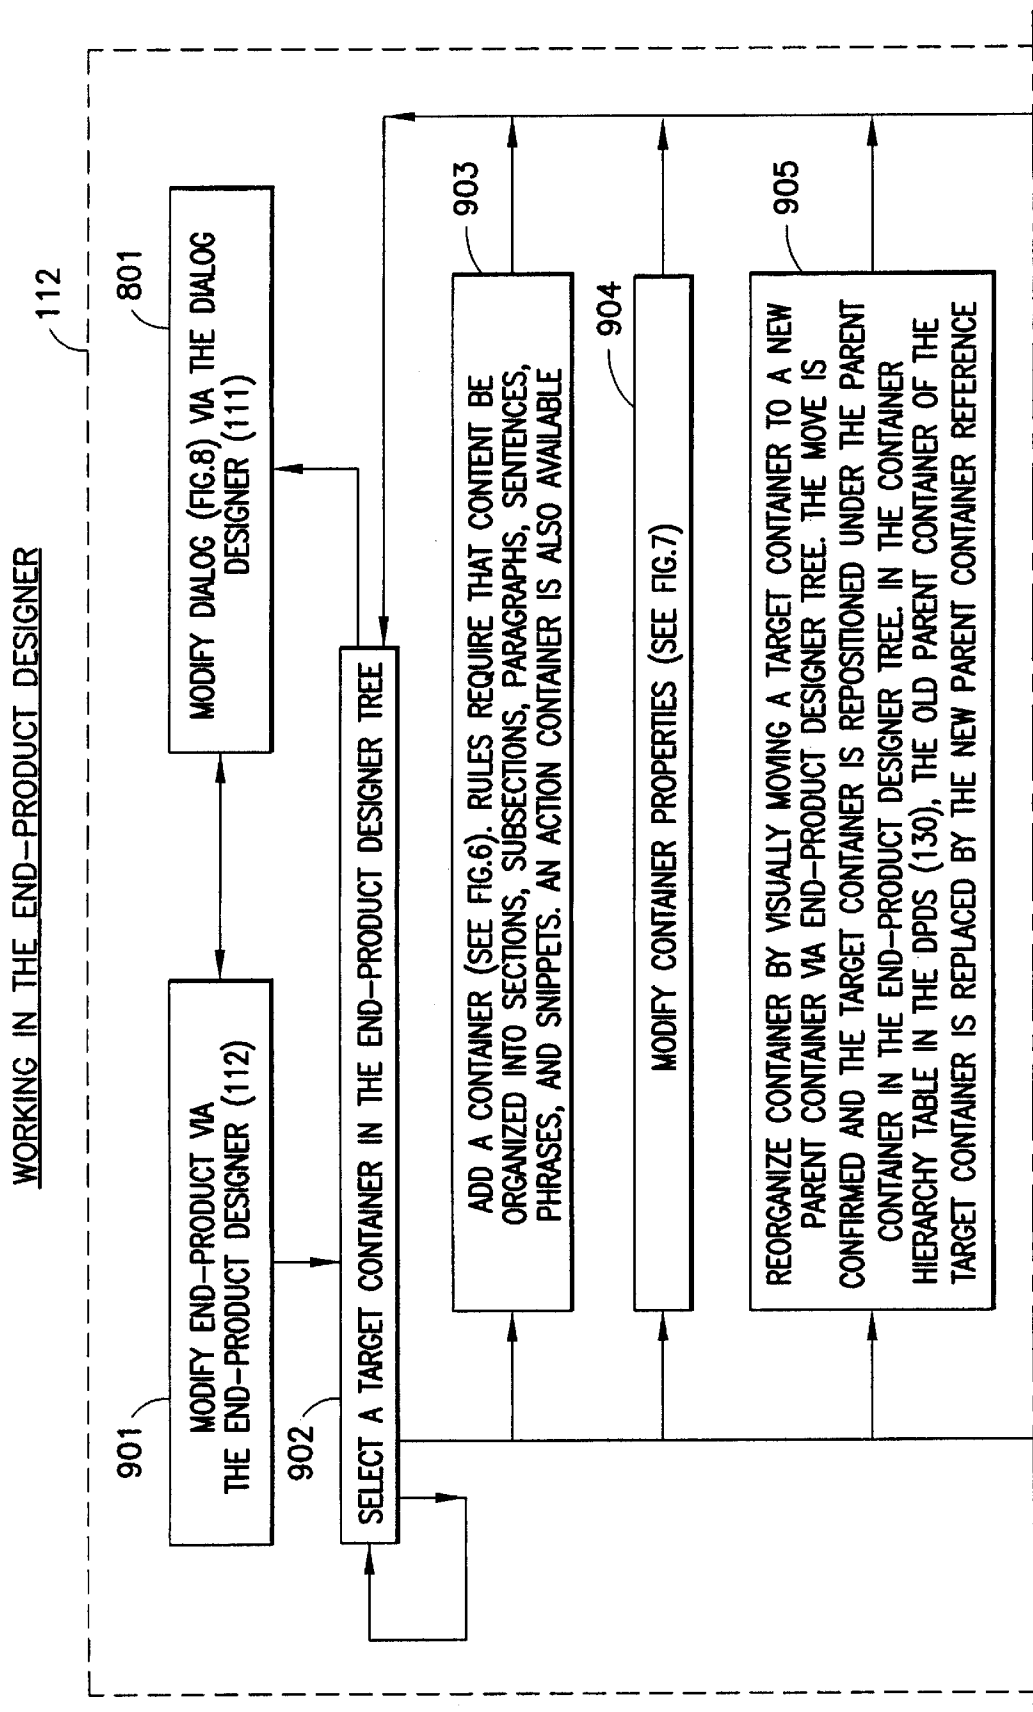 WORKING IN THE END-PRODUCT DESIGNER
112
901
MODIFY END-PRODUCT VIA
THE END-PRODUCT DESIGNER (112)
801
MODIFY DIALOG (FIG.8) VIA THE DIALOG
DESIGNER (111)
902
SELECT A TARGET CONTAINER IN THE END-PRODUCT DESIGNER TREE
903
ADD A CONTAINER (SEE FIG.6). RULES REQUIRE THAT CONTENT BE
ORGANIZED INTO SECTIONS, SUBSECTIONS, PARAGRAPHS, SENTENCES,
PHRASES, AND SNIPPETS. AN ACTION CONTAINER IS ALSO AVAILABLE
904
MODIFY CONTAINER PROPERTIES (SEE FIG.7)
905
REORGANIZE CONTAINER BY VISUALLY MOVING A TARGET CONTAINER TO A NEW
PARENT CONTAINER VIA END-PRODUCT DESIGNER TREE. THE MOVE IS
CONFIRMED AND THE TARGET CONTAINER IS REPOSITIONED UNDER THE PARENT
CONTAINER IN THE END-PRODUCT DESIGNER TREE. IN THE CONTAINER
HIERARCHY TABLE IN THE DPDS (130), THE OLD PARENT CONTAINER OF THE
TARGET CONTAINER IS REPLACED BY THE NEW PARENT CONTAINER REFERENCE